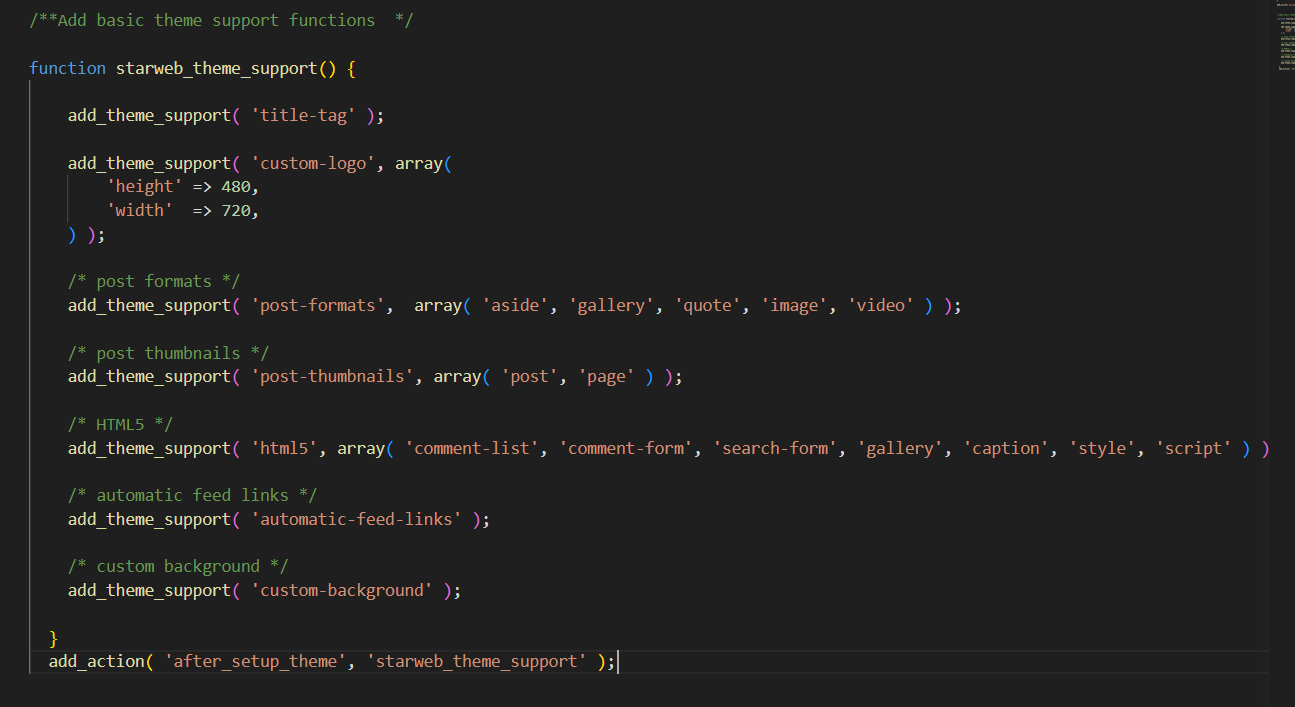 /**Add basic theme support functions  */
function starweb_theme_support() {
add_theme_support( 'title-tag' );
add_theme_support( 'custom-logo', array(
'height' => 480,
'width'  => 720,
) );
/* post formats */
add_theme_support( 'post-formats',  array( 'aside', 'gallery', 'quote', 'image', 'video' ) );
/* post thumbnails */
add_theme_support( 'post-thumbnails', array( 'post', 'page' ) );
/* HTML5 */
add_theme_support( 'html5', array( 'comment-list', 'comment-form', 'search-form', 'gallery', 'caption', 'style', 'script' ) )
/* automatic feed links */
add_theme_support( 'automatic-feed-links' );
/* custom background */
add_theme_support( 'custom-background' );
}
add_action( 'after_setup_theme', 'starweb_theme_support' );